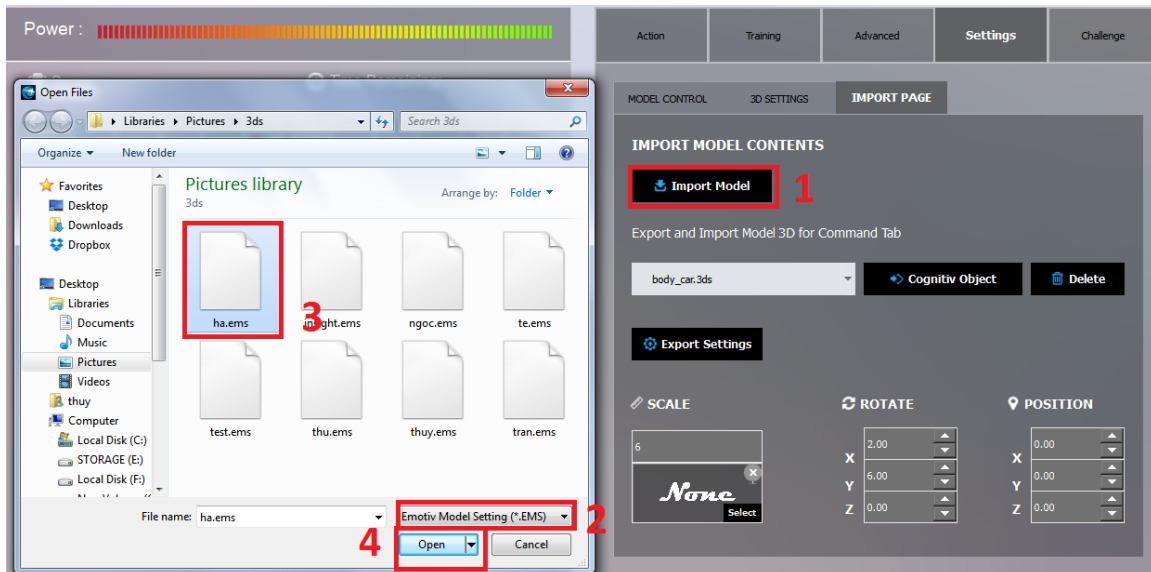 Power :
Action Training Advanced Settings Challenge
Open Files
Libraries Pictures 3ds Search 3ds
Organize New folder
Favorites
Desktop
Downloads
Dropbox
Desktop
Libraries
Documents
Music
Pictures
Videos
thuy
Computer
Local Disk (C:)
STORAGE (E:)
Local Disk (F:)
Pictures library
3ds
Arrange by: Folder
ha.ems insight.ems ngoc.ems te.ems
3
test.ems thu.ems thuy.ems tran.ems
File name: ha.ems Emotiv Model Setting (*.EMS) 2
4 Open Cancel
MODEL CONTROL 3D SETTINGS IMPORT PAGE
IMPORT MODEL CONTENTS
Import Model 1
Export and Import Model 3D for Command Tab
body_car.3ds Cognitiv Object Delete
Export Settings
SCALE ROTATE POSITION
6
None
Select
X 2.00
Y 6.00
Z 0.00
X 0.00
Y 0.00
Z 0.00